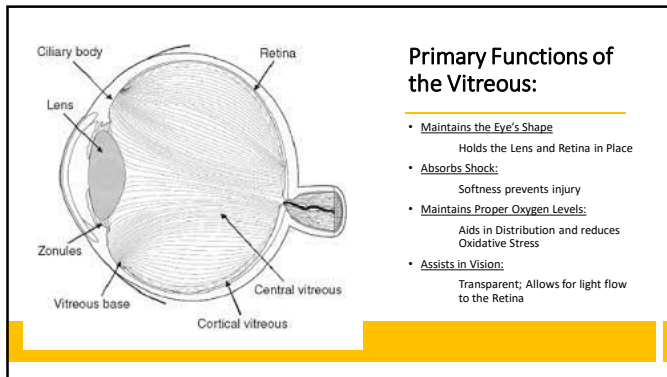 Ciliary body
Retina
Lens
Zonules
Vitreous base
Central vitreous
Cortical vitreous
Primary Functions of
the Vitreous:
• Maintains the Eye's Shape
Holds the Lens and Retina in Place
• Absorbs Shock:
Softness prevents injury
• Maintains Proper Oxygen Levels:
Aids in Distribution and reduces
Oxidative Stress
• Assists in Vision:
Transparent; Allows for light flow
to the Retina